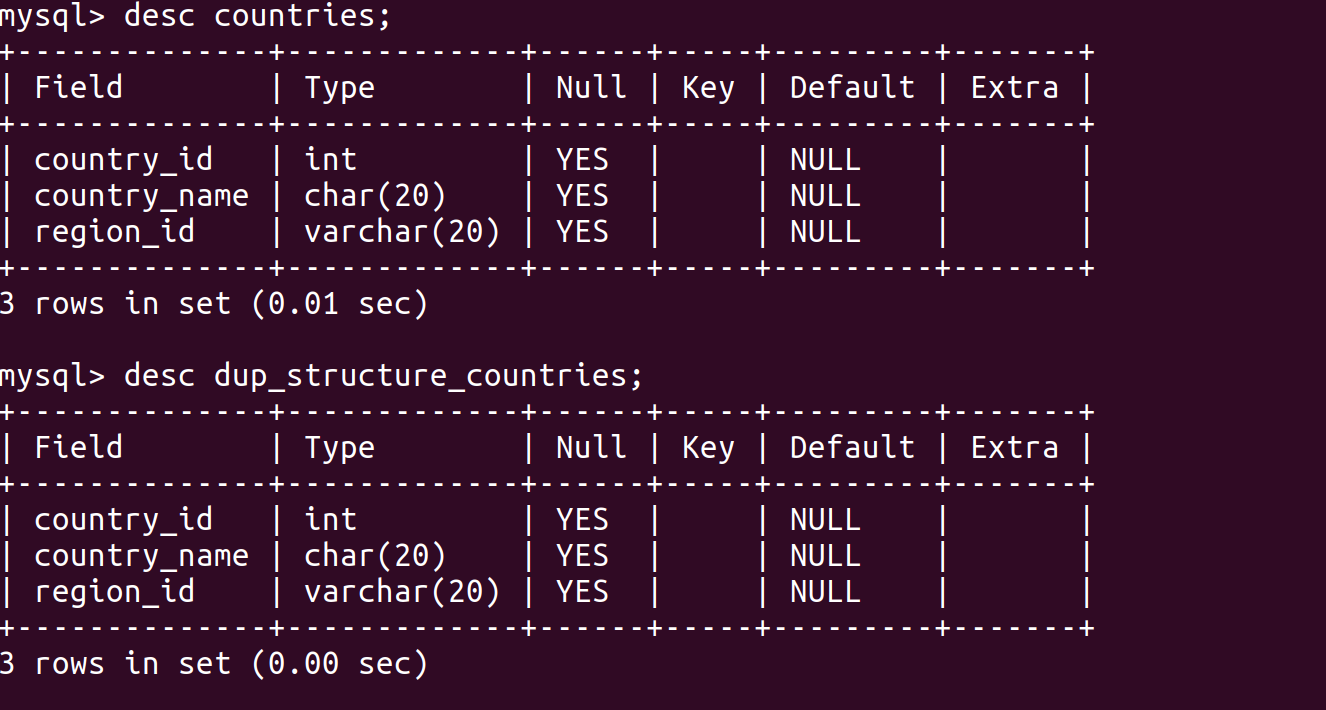 mysql> desc countries;
+--------------+-------------+------+-----+---------+-------+
| Field        | Type        | Null | Key | Default | Extra |
+--------------+-------------+------+-----+---------+-------+
| country_id   | int         | YES  |     | NULL    |       |
| country_name | char(20)    | YES  |     | NULL    |       |
| region_id    | varchar(20) | YES  |     | NULL    |       |
+--------------+-------------+------+-----+---------+-------+
3 rows in set (0.01 sec)

mysql> desc dup_structure_countries;
+--------------+-------------+------+-----+---------+-------+
| Field        | Type        | Null | Key | Default | Extra |
+--------------+-------------+------+-----+---------+-------+
| country_id   | int         | YES  |     | NULL    |       |
| country_name | char(20)    | YES  |     | NULL    |       |
| region_id    | varchar(20) | YES  |     | NULL    |       |
+--------------+-------------+------+-----+---------+-------+
3 rows in set (0.00 sec)